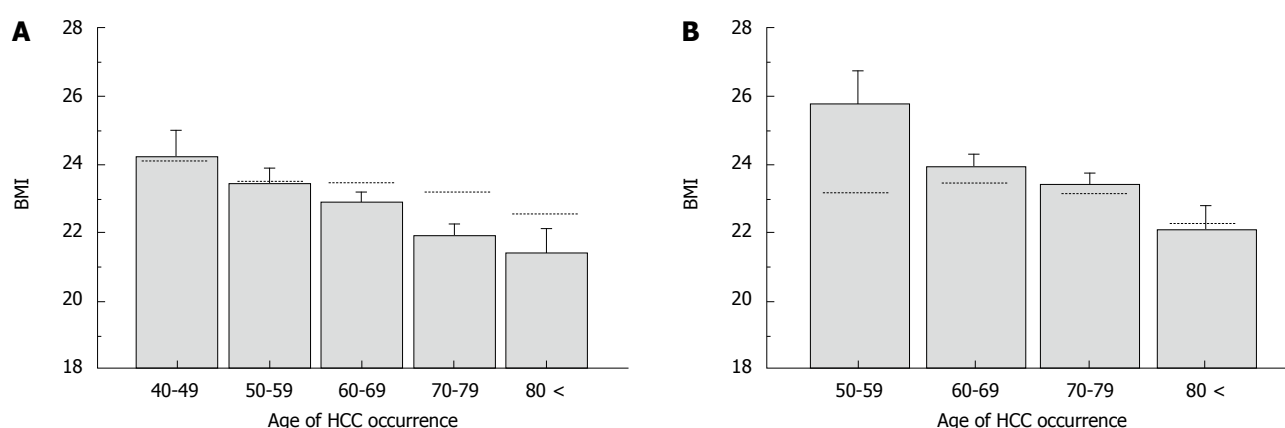 A
28
26
24
22
20
18
BMI
40-49 50-59 60-69 70-79 80 <
Age of HCC occurrence
B
28
26
24
22
20
18
BMI
50-59 60-69 70-79 80 <
Age of HCC occurrence